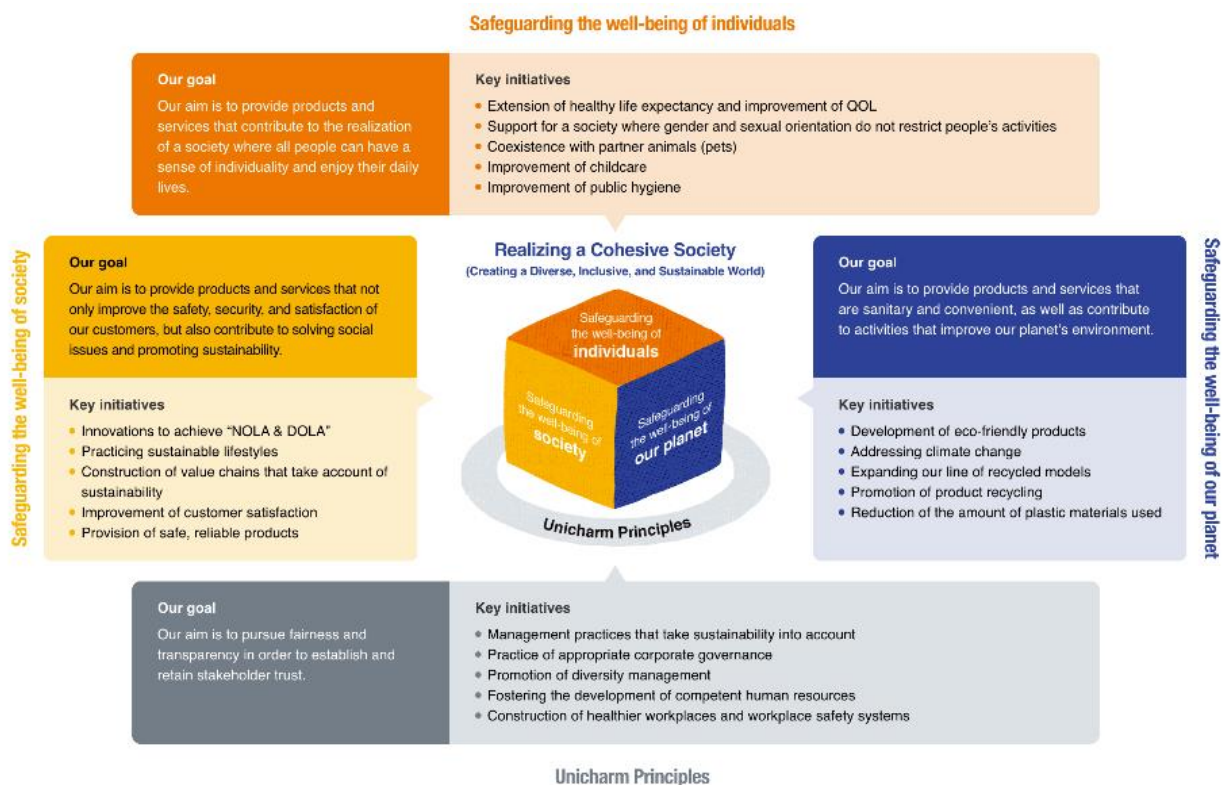 Safeguarding the well-being of individuals
Our goal
Our aim is to provide products and
services that contribute to the realization
of a society where all people can have a
sense of individuality and enjoy their daily
lives.
Key initiatives
• Extension of healthy life expectancy and improvement of QOL
• Support for a society where gender and sexual orientation do not restrict people's activities
• Coexistence with partner animals (pets)
• Improvement of childcare
• Improvement of public hygiene
Safeguarding the well-being of society
Our goal
Our aim is to provide products and services that not
only improve the safety, security, and satisfaction of
our customers, but also contribute to solving social
issues and promoting sustainability.
Key initiatives
• Innovations to achieve “NOLA & DOLA”
• Practicing sustainable lifestyles
• Construction of value chains that take account of
sustainability
• Improvement of customer satisfaction
• Provision of safe, reliable products
Realizing a Cohesive Society
(Creating a Diverse, Inclusive, and Sustainable World)
Safeguarding
the well-being of
individuals
Safeguarding
the well-being of
society
Safeguarding
the well-being of
our planet
Unicharm Principles
Safeguarding the well-being of our planet
Our goal
Our aim is to provide products and services that
are sanitary and convenient, as well as contribute
to activities that improve our planet's environment.
Key initiatives
• Development of eco-friendly products
• Addressing climate change
• Expanding our line of recycled models
• Promotion of product recycling
• Reduction of the amount of plastic materials used
Our goal
Our aim is to pursue fairness and
transparency in order to establish and
retain stakeholder trust.
Key initiatives
• Management practices that take sustainability into account
• Practice of appropriate corporate governance
• Promotion of diversity management
• Fostering the development of competent human resources
• Construction of healthier workplaces and workplace safety systems
Unicharm Principles